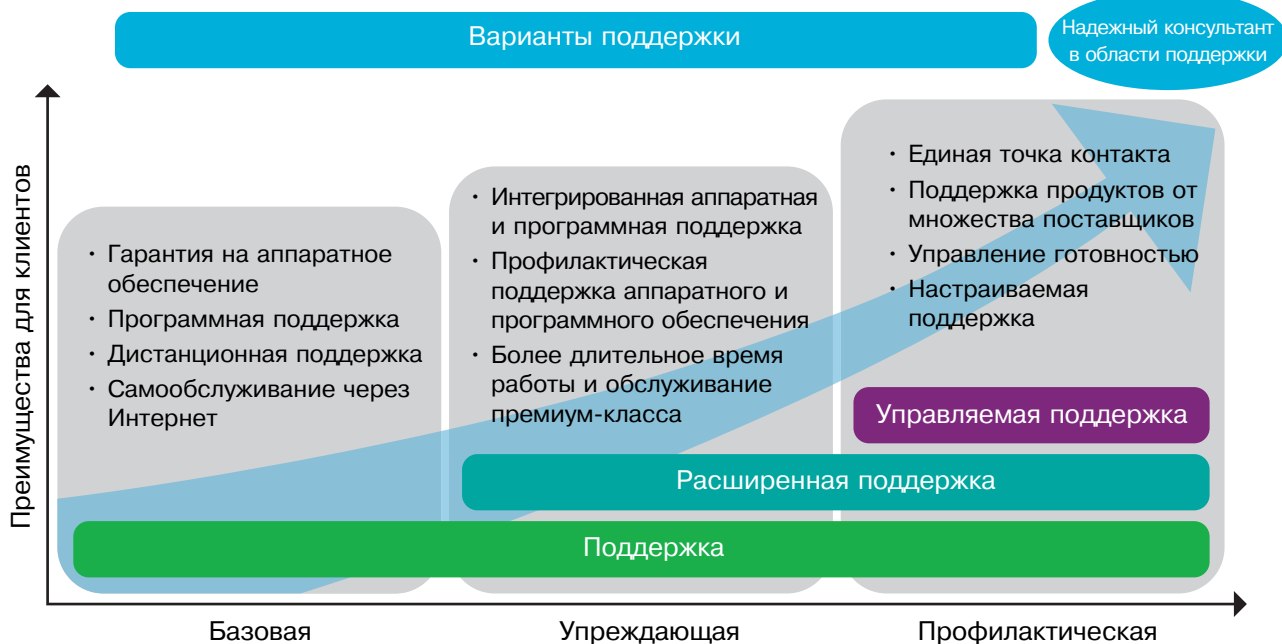 Варианты поддержки
Надежный консультант
в области поддержки
Преимущества для клиентов
· Гарантия на аппаратное
обеспечение
· Программная поддержка
· Дистанционная поддержка
· Самообслуживание через
Интернет
· Интегрированная аппаратная
и программная поддержка
· Профилактическая
поддержка аппаратного и
программного обеспечения
· Более длительное время
работы и обслуживание
премиум-класса
· Единая точка контакта
· Поддержка продуктов от
множества поставщиков
· Управление готовностью
· Настраиваемая
поддержка
Управляемая поддержка
Расширенная поддержка
Поддержка
Базовая
Упреждающая
Профилактическая